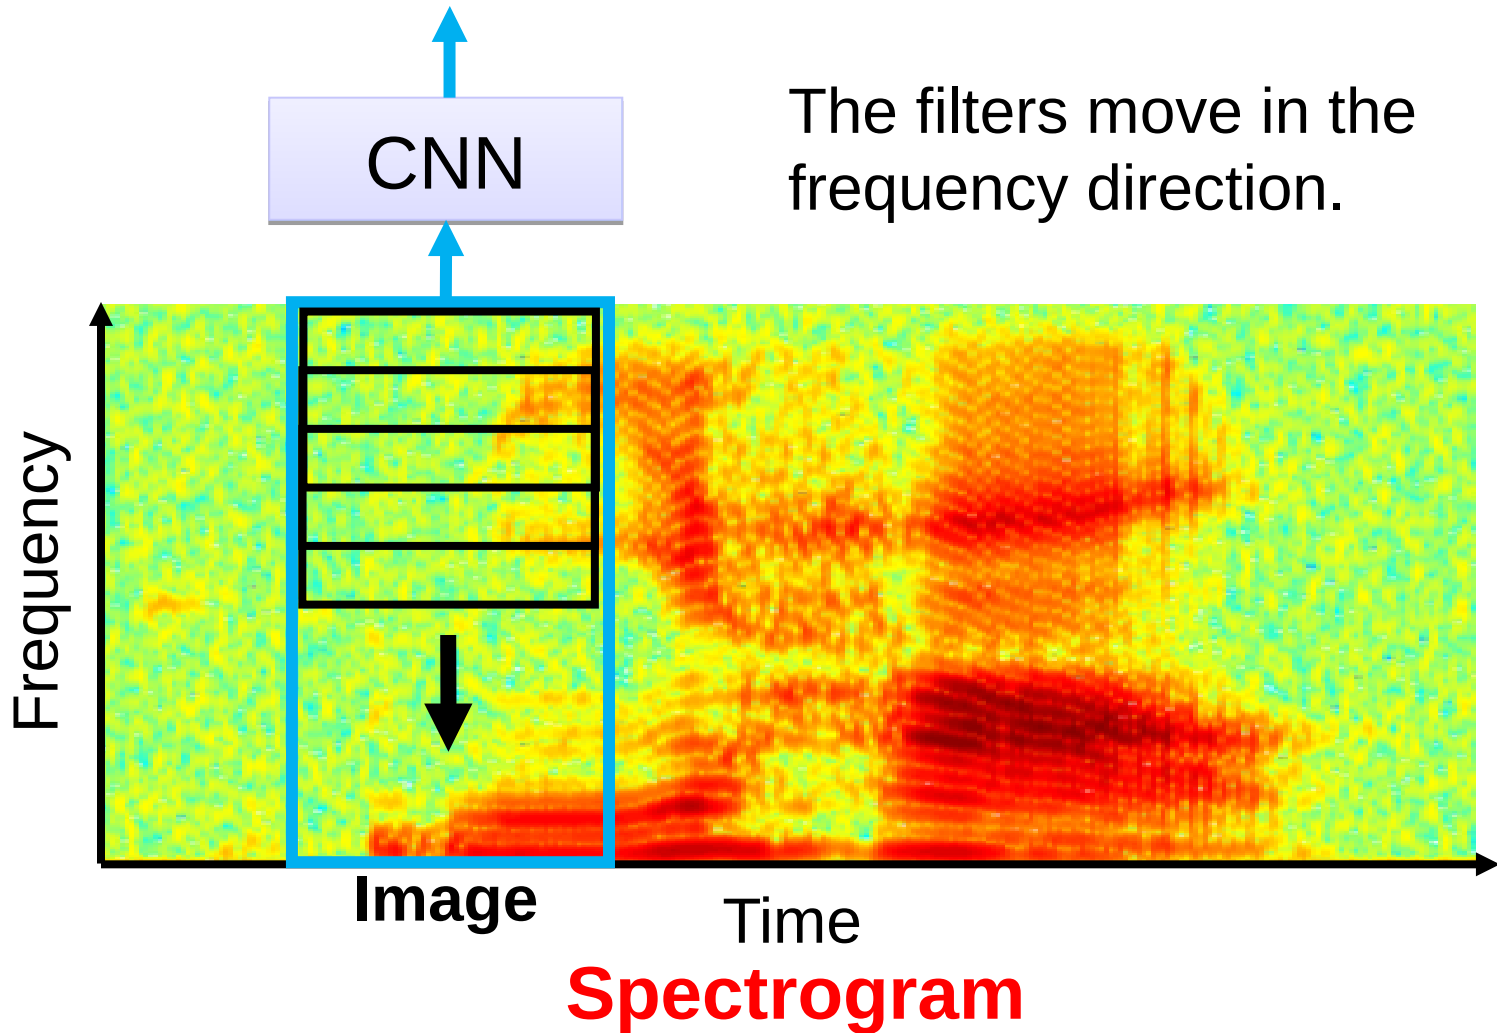 CNN
The filters move in the
frequency direction.
Frequency
Image
Time
Spectrogram